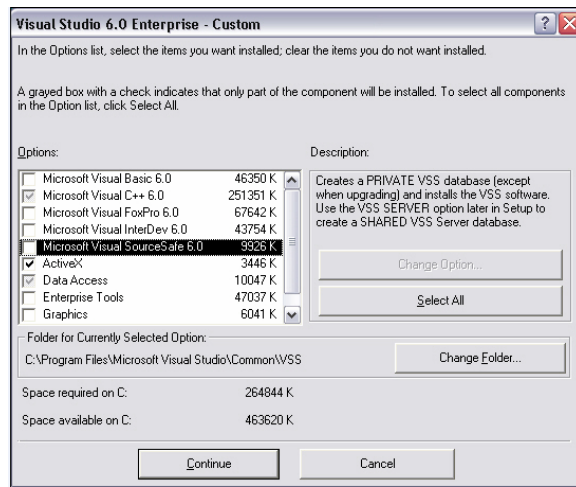 Visual Studio 6.0 Enterprise - Custom
In the Options list, select the items you want installed; clear the items you do not want installed.
A grayed box with a check indicates that only part of the component will be installed. To select all components
in the Option list, click Select All.
Options:
Microsoft Visual Basic 6.0 46350 K
Microsoft Visual C++ 6.0 251351 K
Microsoft Visual FoxPro 6.0 67642 K
Microsoft Visual InterDev 6.0 43754 K
Microsoft Visual SourceSafe 6.0 9926 K
ActiveX 3446 K
Data Access 10047 K
Enterprise Tools 47037 K
Graphics 6041 K
Description:
Creates a PRIVATE VSS database (except
when upgrading) and installs the VSS software.
Use the VSS SERVER option later in Setup to
create a SHARED VSS Server database.
Change Option...
Select All
Folder for Currently Selected Option:
C:\Program Files\Microsoft Visual Studio\Common\VSS
Change Folder...
Space required on C: 264844 K
Space available on C: 463620 K
Continue
Cancel